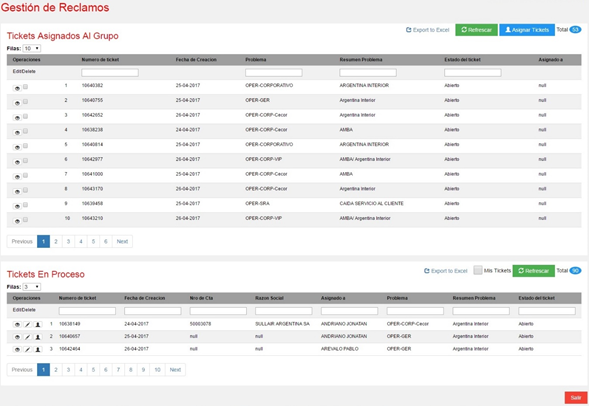 Gestión de Reclamos
Tickets Asignados Al Grupo Export to Excel Refrescar Asignar Tickets Total
Filas: 10
Operaciones Numero de ticket Fecha de Creacion Problema Resumen Problema Estado del ticket Asignado a
Edit/Delete
1 10640382 25-04-2017 OPER-CORPORATIVO ARGENTINA INTERIOR Abierto null
2 10640755 25-04-2017 OPER-GER Argentina Interior Abierto null
3 10642652 26-04-2017 OPER-CORP-Cecor Argentina Interior Abierto null
4 10638238 24-04-2017 OPER-CORP-Cecor AMBA Abierto null
5 10640814 25-04-2017 OPER-CORPORATIVO ARGENTINA INTERIOR Abierto null
6 10642977 26-04-2017 OPER-CORP-VIP AMBA/ Argentina Interior Abierto null
7 10641000 25-04-2017 OPER-CORP-Cecor AMBA Abierto null
8 10643170 26-04-2017 OPER-CORP-Cecor Argentina Interior Abierto null
9 10639458 25-04-2017 OPER-SRA CAIDA SERVICIO AL CLIENTE Abierto null
10 10643210 26-04-2017 OPER-CORP-VIP AMBA/ Argentina Interior Abierto null
Previous 1 2 3 4 5 6 Next
Tickets En Proceso Export to Excel Mis Tickets Refrescar Total
Filas: 3
Operaciones Numero de ticket Fecha de Creacion Nro de Cta Razon Social Asignado a Problema Resumen Problema Estado del ticket
Edit/Delete
1 10638148 24-04-2017 50003078 SULLAIR ARGENTINA SA ANDRIANO JONATAN OPER-CORP-Cecor Argentina Interior Abierto
2 10640657 25-04-2017 null null ANDRIANO JONATAN OPER-GER Argentina Interior Abierto
3 10642464 26-04-2017 null null AREVALO PABLO OPER-GER Argentina Interior Abierto
Previous 1 2 3 4 5 6 7 8 9 10 Next
Salir